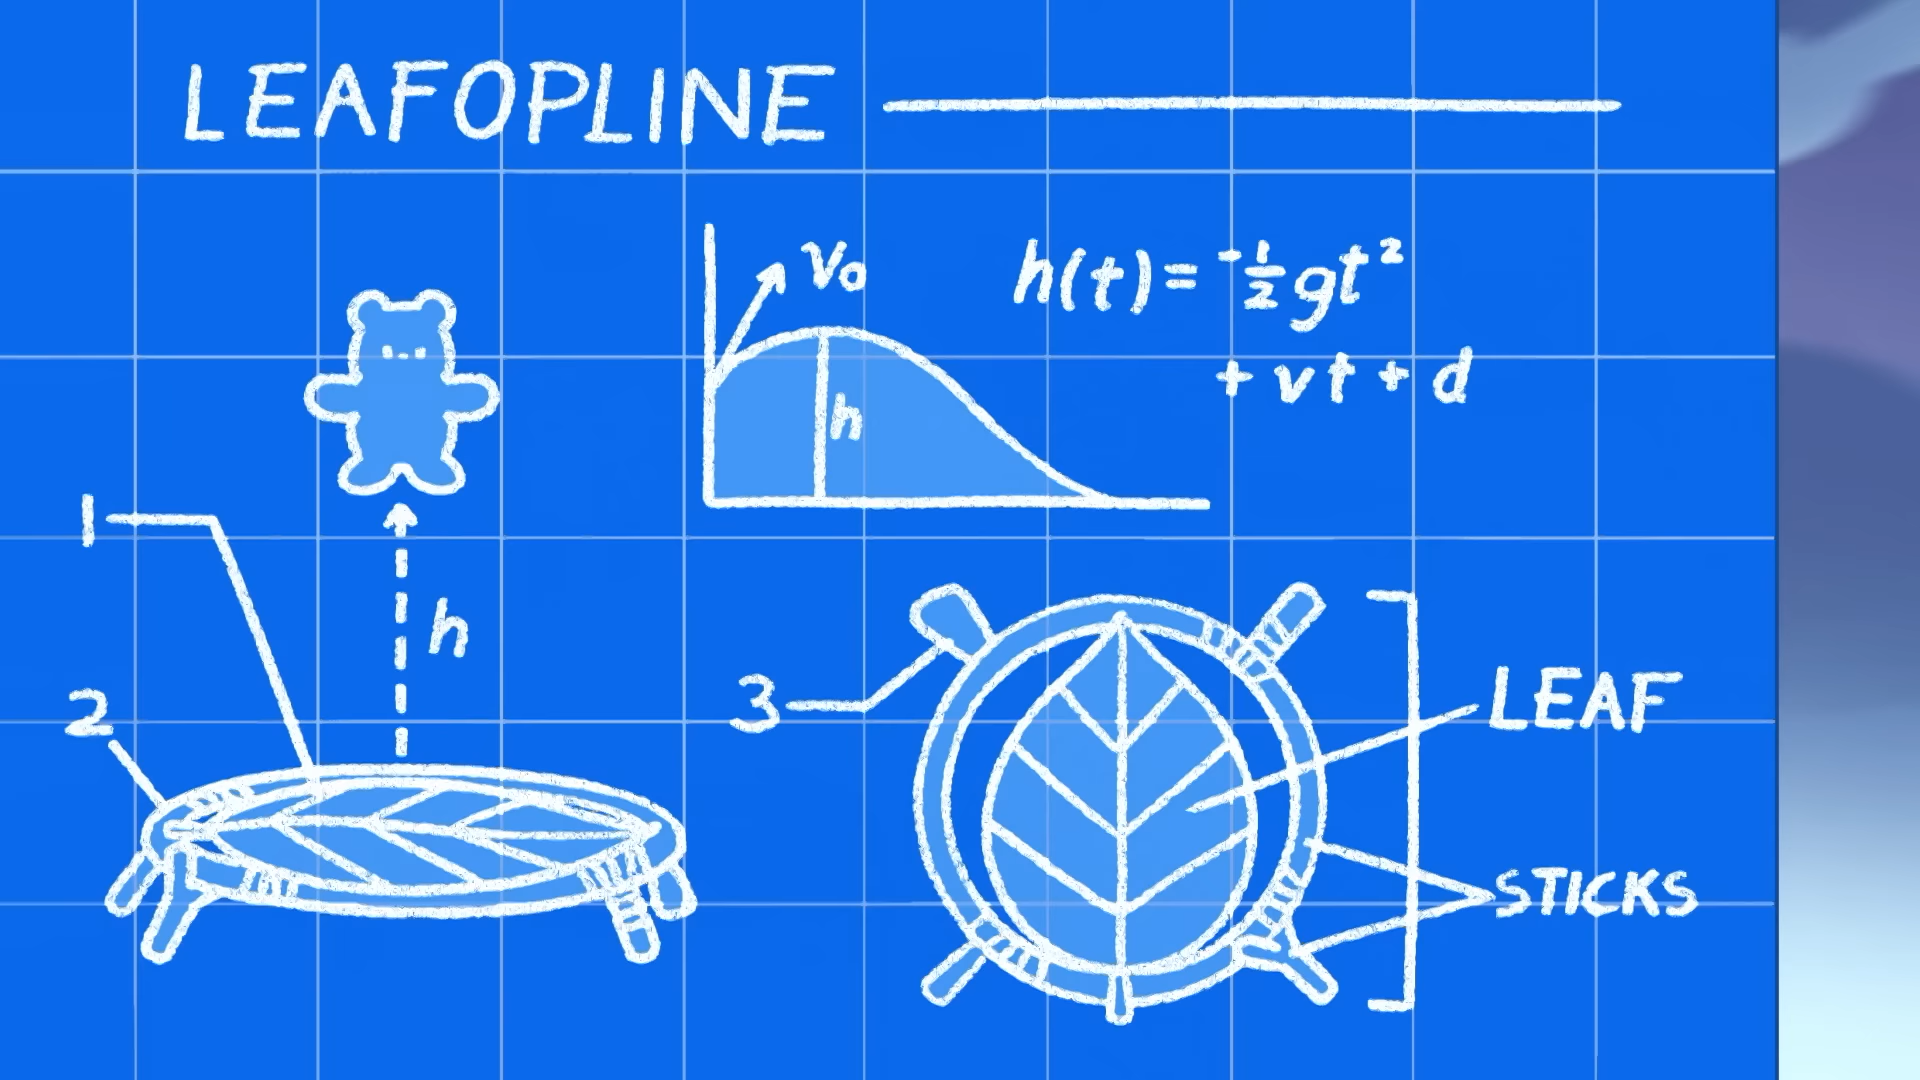 LEAFOPLINE
V₀
h(t) = -½gt²
+ vt + d
h
1
h
2
3
LEAF
STICKS